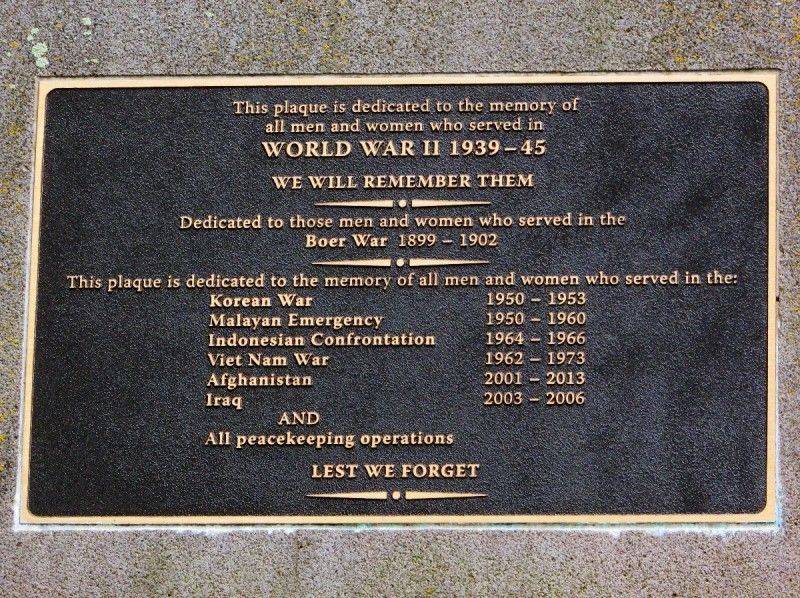 This plaque is dedicated to the memory of
all men and women who served in
WORLD WAR II 1939 – 45
WE WILL REMEMBER THEM
Dedicated to those men and women who served in the
Boer War 1899 – 1902
This plaque is dedicated to the memory of all men and women who served in the:
Korean War 1950 – 1953
Malayan Emergency 1950 – 1960
Indonesian Confrontation 1964 – 1966
Viet Nam War 1962 – 1973
Afghanistan 2001 – 2013
Iraq 2003 – 2006
AND
All peacekeeping operations
LEST WE FORGET